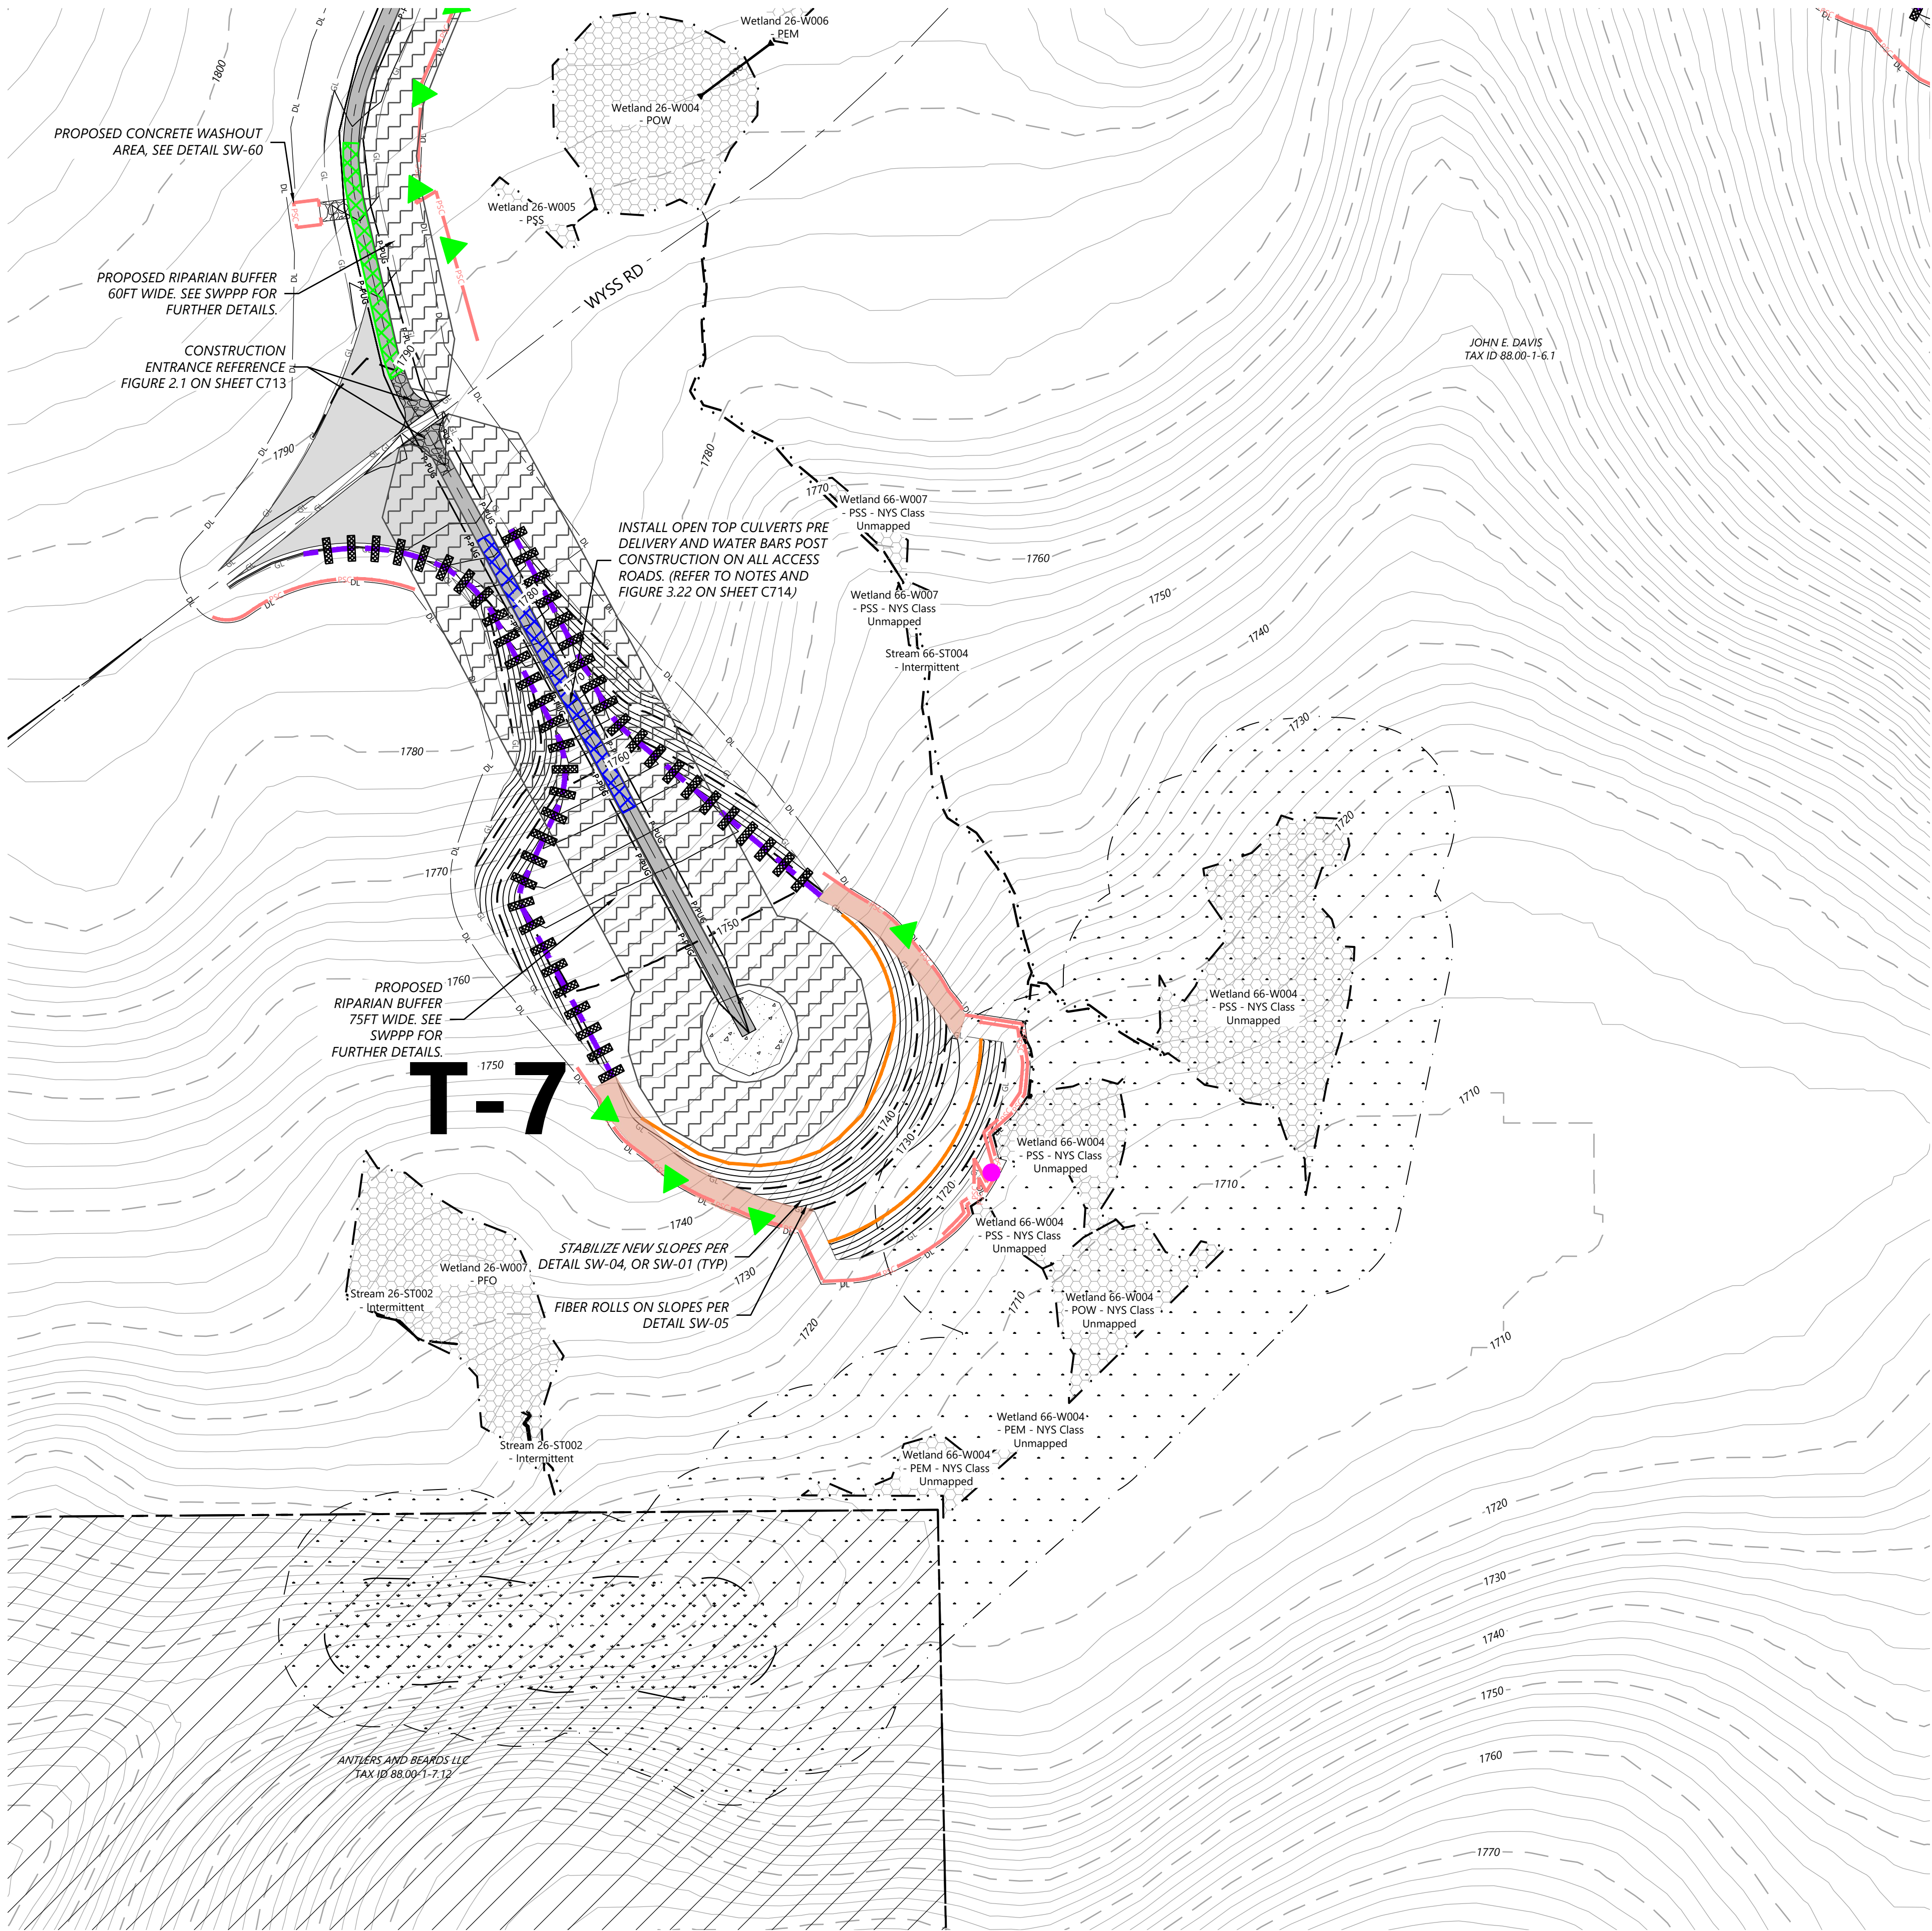 Wetland 26-W006
- PEM
1800
Wetland 26-W004
- POW
PROPOSED CONCRETE WASHOUT
AREA, SEE DETAIL SW-60
Wetland 26-W005
- PSS
PROPOSED RIPARIAN BUFFER
60FT WIDE. SEE SWPPP FOR
FURTHER DETAILS.
WYSS RD
CONSTRUCTION
ENTRANCE REFERENCE
FIGURE 2.1 ON SHEET C713
1790
JOHN E. DAVIS
TAX ID 88.00-1-6.1
1790
1780
1770
Wetland 66-W007
- PSS - NYS Class
Unmapped
INSTALL OPEN TOP CULVERTS PRE
DELIVERY AND WATER BARS POST
CONSTRUCTION ON ALL ACCESS
ROADS. (REFER TO NOTES AND
FIGURE 3.22 ON SHEET C714)
1760
1780
Wetland 66-W007
- PSS - NYS Class
Unmapped
1750
1740
Stream 66-ST004
- Intermittent
1770
1730
1780
1760
1720
1770
1750
1760
PROPOSED
RIPARIAN BUFFER
75FT WIDE. SEE
SWPPP FOR
FURTHER DETAILS.
Wetland 66-W004
- PSS - NYS Class
Unmapped
1750
T-7
1710
1740
1730
Wetland 66-W004
- PSS - NYS Class
Unmapped
1720
1710
1740
Wetland 66-W004
- PSS - NYS Class
Unmapped
STABILIZE NEW SLOPES PER
DETAIL SW-04, OR SW-01 (TYP)
1730
Wetland 26-W007
- PFO
Stream 26-ST002
- Intermittent
FIBER ROLLS ON SLOPES PER
DETAIL SW-05
1710
Wetland 66-W004
- POW - NYS Class
Unmapped
1720
1710
Wetland 66-W004
- PEM - NYS Class
Unmapped
Stream 26-ST002
- Intermittent
Wetland 66-W004
- PEM - NYS Class
Unmapped
1720
1730
1740
1750
1760
ANTLERS AND BEARDS LLC
TAX ID 88.00-1-7.12
1770